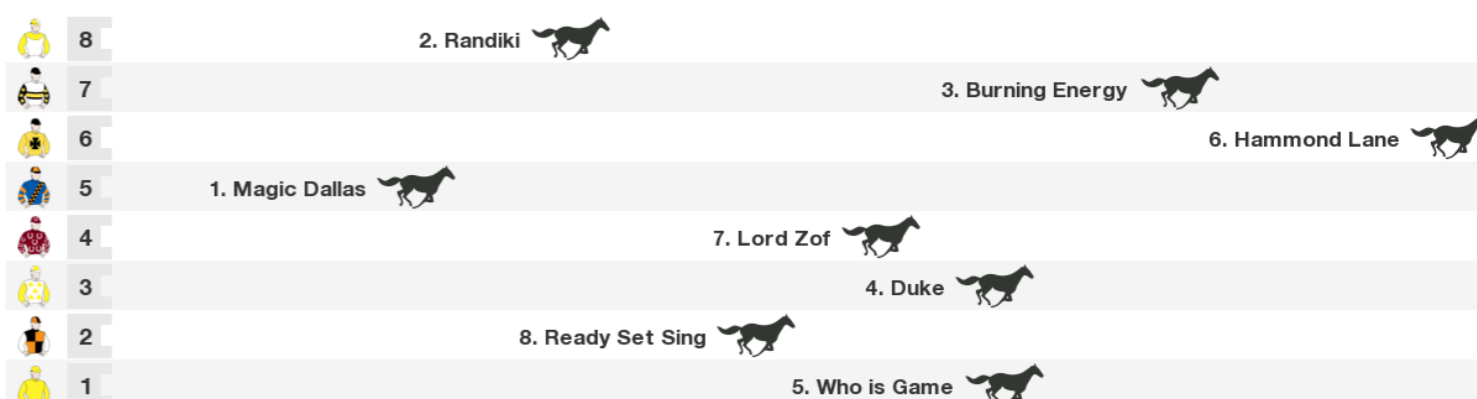 8 2. Randiki
7 3. Burning Energy
6 6. Hammond Lane
5 1. Magic Dallas
4 7. Lord Zof
3 4. Duke
2 8. Ready Set Sing
1 5. Who is Game